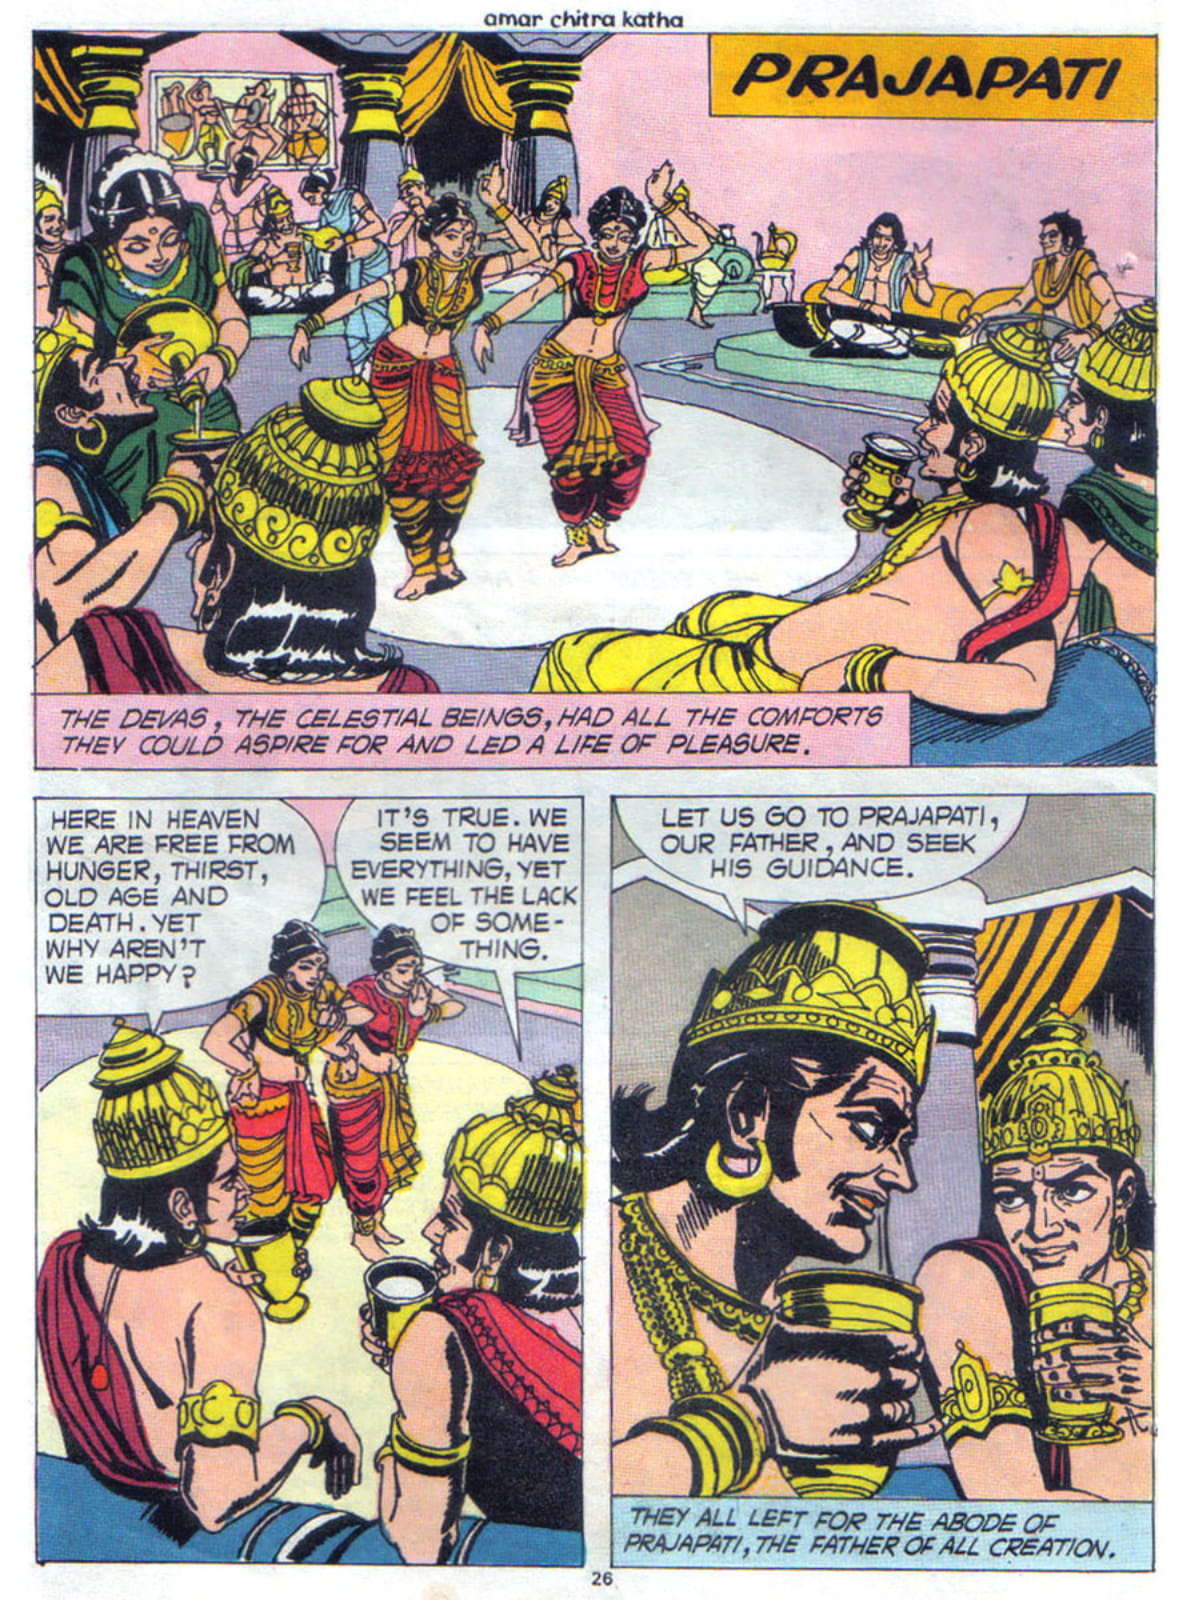 amar chitra katha
PRAJAPATI
THE DEVAS, THE CELESTIAL BEINGS, HAD ALL THE COMFORTS
THEY COULD ASPIRE FOR AND LED A LIFE OF PLEASURE.
HERE IN HEAVEN
WE ARE FREE FROM
HUNGER, THIRST,
OLD AGE AND
DEATH. YET
WHY AREN'T
WE HAPPY?
IT'S TRUE. WE
SEEM TO HAVE
EVERYTHING, YET
WE FEEL THE LACK
OF SOME-
THING.
LET US GO TO PRAJAPATI,
OUR FATHER, AND SEEK
HIS GUIDANCE.
THEY ALL LEFT FOR THE ABODE OF
PRAJAPATI, THE FATHER OF ALL CREATION.
26